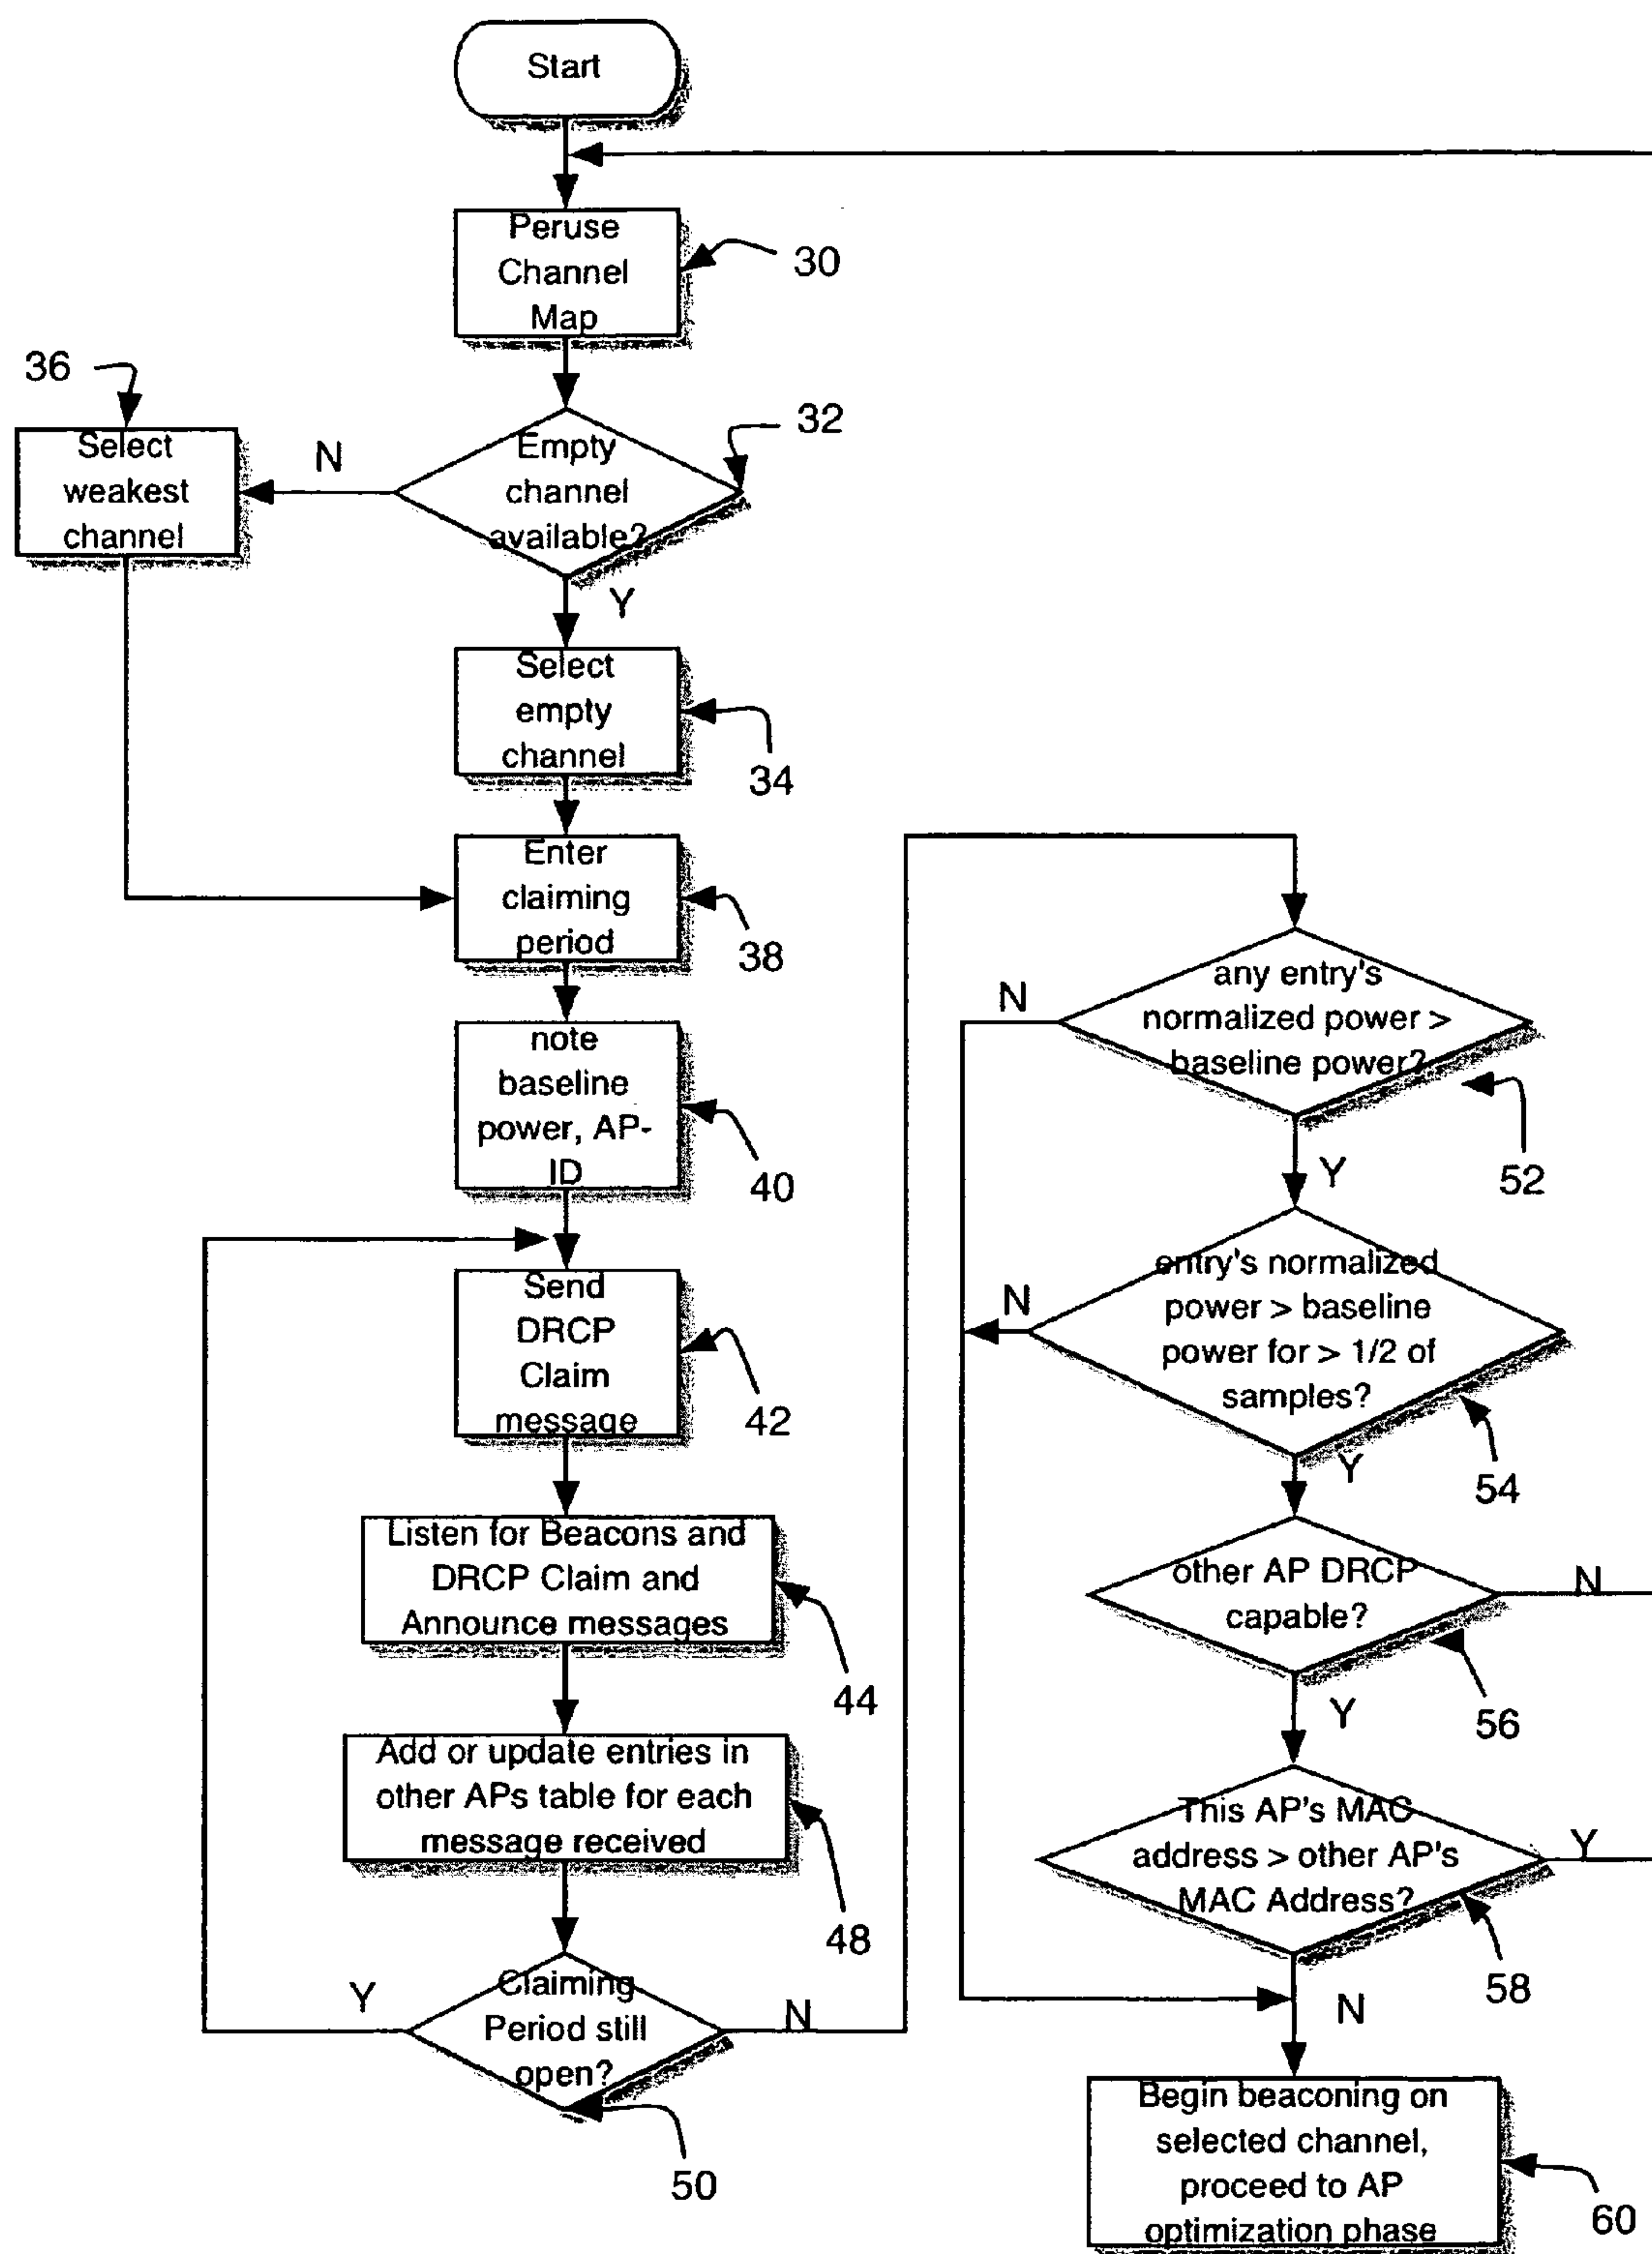 Start
Peruse
Channel
Map
30
36
Select
weakest
channel
N
Empty
channel
available?
32
Y
Select
empty
channel
34
Enter
claiming
period
38
note
baseline
power, AP-
ID
40
Send
DRCP
Claim
message
42
Listen for Beacons and
DRCP Claim and
Announce messages
44
Add or update entries in
other APs table for each
message received
48
Y
Claiming
Period still
open?
N
50
any entry's
normalized power >
baseline power?
N
52
Y
entry's normalized
power > baseline
power for > 1/2 of
samples?
N
54
Y
other AP DRCP
capable?
N
56
Y
This AP's MAC
address > other AP's
MAC Address?
Y
58
N
Begin beaconing on
selected channel,
proceed to AP
optimization phase
60